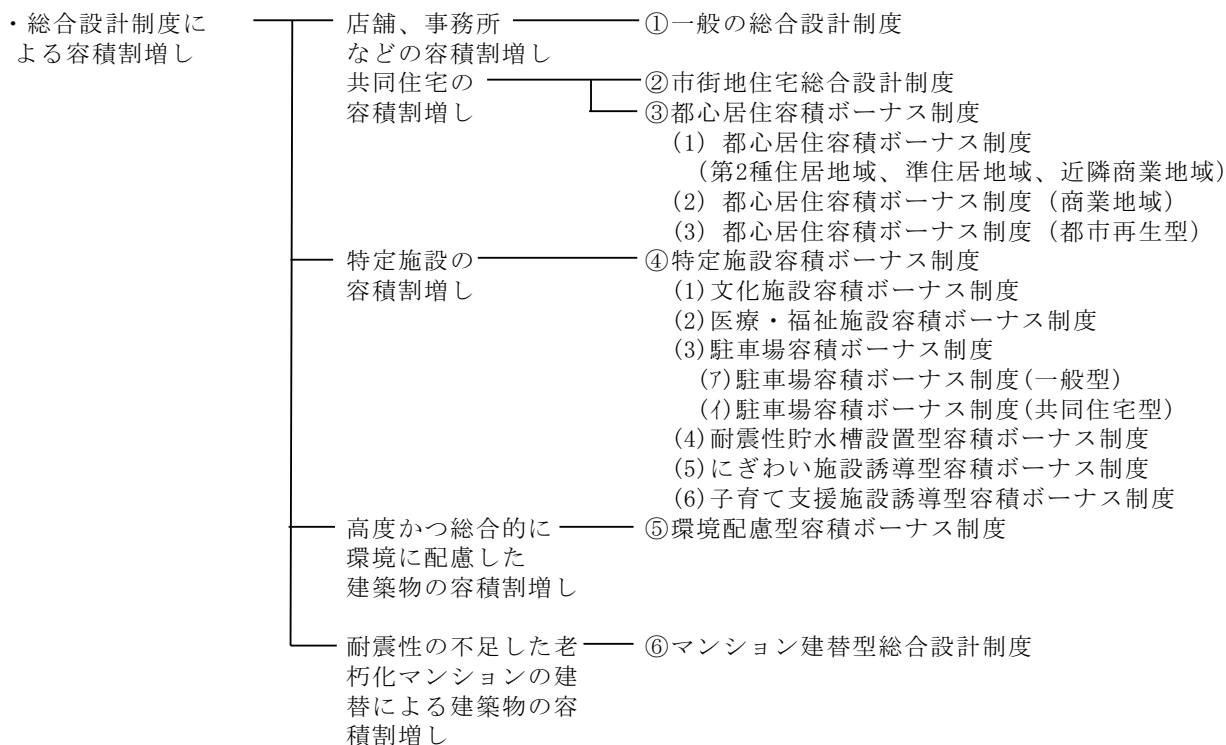 ・総合設計制度に
よる容積割増し
店舗、事務所
などの容積割増し
①一般の総合設計制度
共同住宅の
容積割増し
②市街地住宅総合設計制度
③都心居住容積ボーナス制度
(1) 都心居住容積ボーナス制度
(第2種住居地域、準住居地域、近隣商業地域)
(2) 都心居住容積ボーナス制度 (商業地域)
(3) 都心居住容積ボーナス制度 (都市再生型)
特定施設の
容積割増し
④特定施設容積ボーナス制度
(1)文化施設容積ボーナス制度
(2)医療・福祉施設容積ボーナス制度
(3)駐車場容積ボーナス制度
(ｱ)駐車場容積ボーナス制度(一般型)
(ｲ)駐車場容積ボーナス制度(共同住宅型)
(4)耐震性貯水槽設置型容積ボーナス制度
(5)にぎわい施設誘導型容積ボーナス制度
(6)子育て支援施設誘導型容積ボーナス制度
高度かつ総合的に
環境に配慮した
建築物の容積割増し
⑤環境配慮型容積ボーナス制度
耐震性の不足した老
朽化マンションの建
替による建築物の容
積割増し
⑥マンション建替型総合設計制度